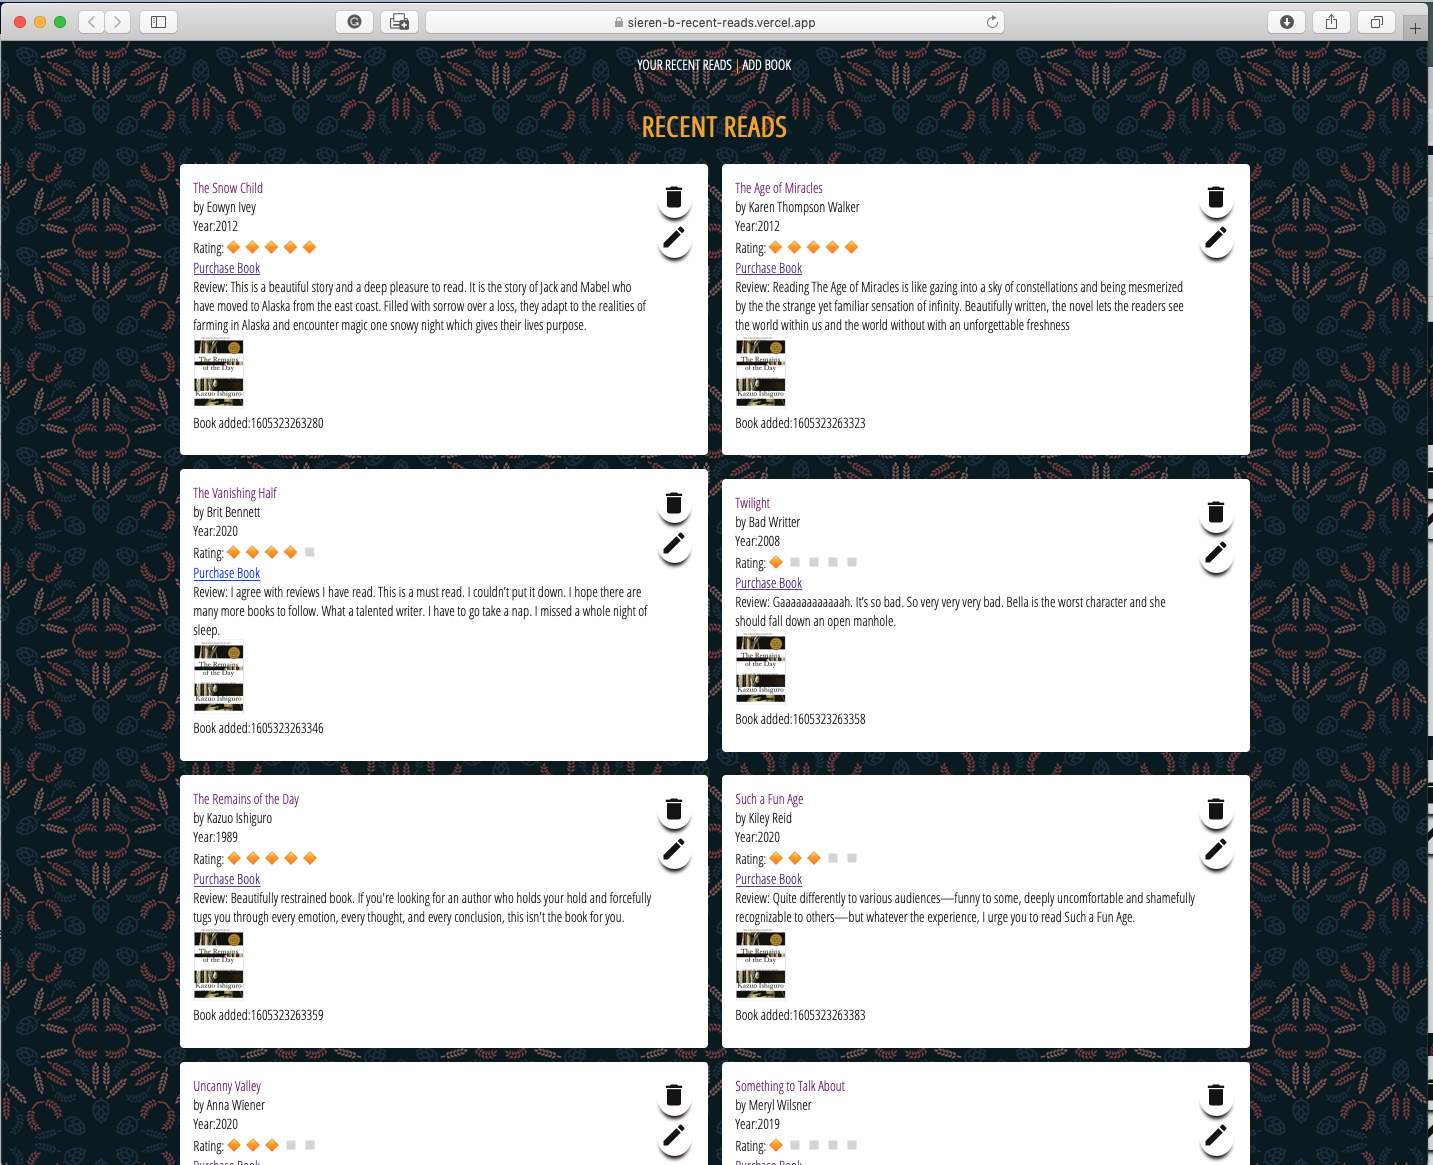 sieren-b-recent-reads.vercel.app
YOUR RECENT READS | ADD BOOK
RECENT READS
The Snow Child
by Eowyn Ivey
Year:2012
Rating:
Purchase Book
Review: This is a beautiful story and a deep pleasure to read. It is the story of Jack and Mabel who
have moved to Alaska from the east coast. Filled with sorrow over a loss, they adapt to the realities of
farming in Alaska and encounter magic one snowy night which gives their lives purpose.
The Remains
of the Day
Kazuo Ishiguro
Book added:1605323263280
The Age of Miracles
by Karen Thompson Walker
Year:2012
Rating:
Purchase Book
Review: Reading The Age of Miracles is like gazing into a sky of constellations and being mesmerized
by the the strange yet familiar sensation of infinity. Beautifully written, the novel lets the readers see
the world within us and the world without with an unforgettable freshness
The Remains
of the Day
Kazuo Ishiguro
Book added:1605323263323
The Vanishing Half
by Brit Bennett
Year:2020
Rating:
Purchase Book
Review: I agree with reviews I have read. This is a must read. I couldn't put it down. I hope there are
many more books to follow. What a talented writer. I have to go take a nap. I missed a whole night of
sleep.
The Remains
of the Day
Kazuo Ishiguro
Book added:1605323263346
Twilight
by Bad Writter
Year:2008
Rating:
Purchase Book
Review: Gaaaaaaaaaaaah. It's so bad. So very very very bad. Bella is the worst character and she
should fall down an open manhole.
The Remains
of the Day
Kazuo Ishiguro
Book added:1605323263358
The Remains of the Day
by Kazuo Ishiguro
Year:1989
Rating:
Purchase Book
Review: Beautifully restrained book. If you're looking for an author who holds your hold and forcefully
tugs you through every emotion, every thought, and every conclusion, this isn't the book for you.
The Remains
of the Day
Kazuo Ishiguro
Book added:1605323263359
Such a Fun Age
by Kiley Reid
Year:2020
Rating:
Purchase Book
Review: Quite differently to various audiences—funny to some, deeply uncomfortable and shamefully
recognizable to others—but whatever the experience, I urge you to read Such a Fun Age.
The Remains
of the Day
Kazuo Ishiguro
Book added:1605323263383
Uncanny Valley
by Anna Wiener
Year:2020
Rating:
Purchase Book
Something to Talk About
by Meryl Wilsner
Year:2019
Rating:
Purchase Book